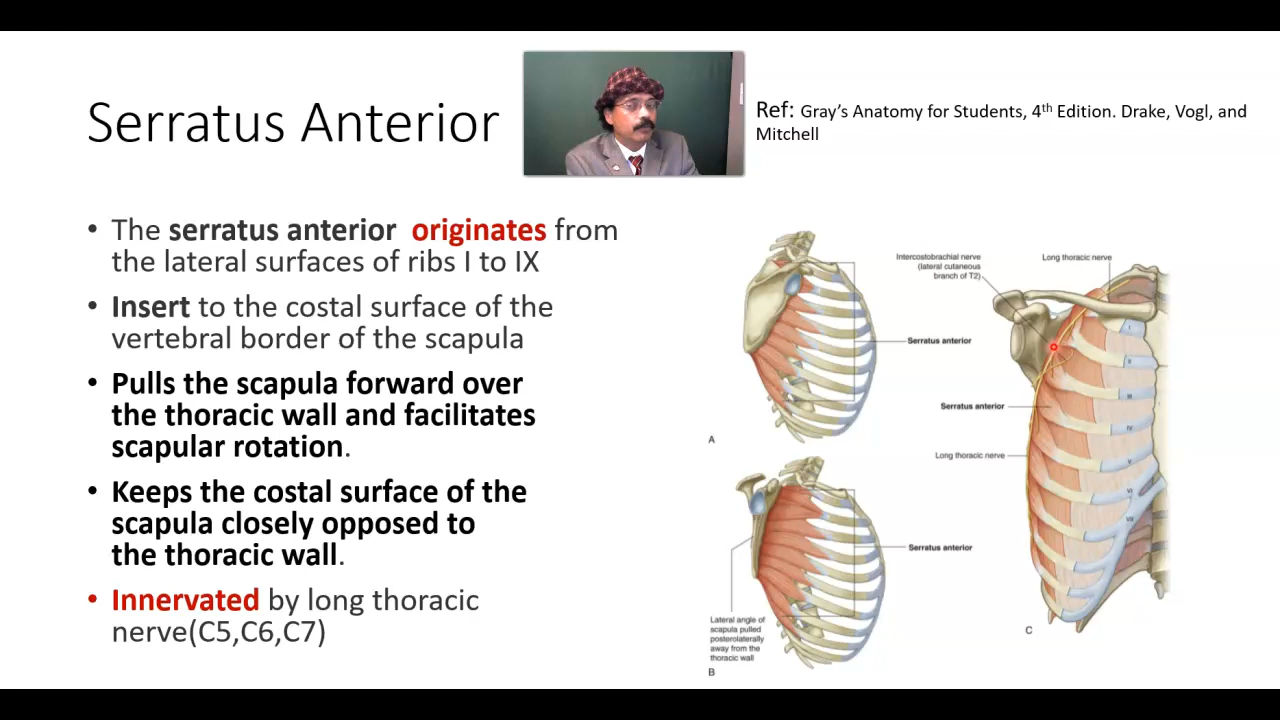 Serratus Anterior
Ref: Gray's Anatomy for Students, 4th Edition. Drake, Vogl, and
Mitchell
• The serratus anterior originates from
the lateral surfaces of ribs I to IX
• Insert to the costal surface of the
vertebral border of the scapula
• Pulls the scapula forward over
the thoracic wall and facilitates
scapular rotation.
• Keeps the costal surface of the
scapula closely opposed to
the thoracic wall.
• Innervated by long thoracic
nerve(C5,C6,C7)
Serratus anterior
A
Serratus anterior
Lateral angle of
scapula pulled
posterolaterally
away from the
thoracic wall
B
Intercostobrachial nerve
(lateral cutaneous
branch of T2)
Long thoracic nerve
Serratus anterior
Long thoracic nerve
I
II
III
IV
V
VI
VII
C